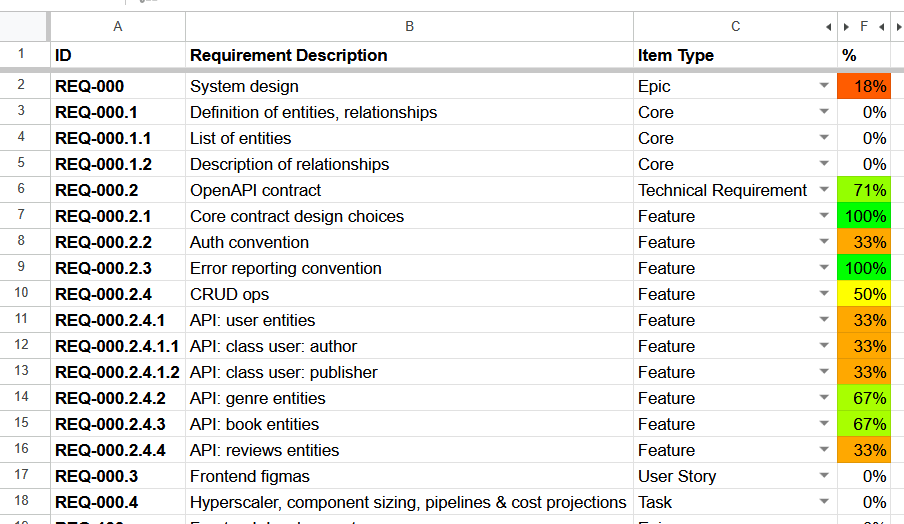 A B C F
1 ID Requirement Description Item Type %
2 REQ-000 System design Epic 18%
3 REQ-000.1 Definition of entities, relationships Core 0%
4 REQ-000.1.1 List of entities Core 0%
5 REQ-000.1.2 Description of relationships Core 0%
6 REQ-000.2 OpenAPI contract Technical Requirement 71%
7 REQ-000.2.1 Core contract design choices Feature 100%
8 REQ-000.2.2 Auth convention Feature 33%
9 REQ-000.2.3 Error reporting convention Feature 100%
10 REQ-000.2.4 CRUD ops Feature 50%
11 REQ-000.2.4.1 API: user entities Feature 33%
12 REQ-000.2.4.1.1 API: class user: author Feature 33%
13 REQ-000.2.4.1.2 API: class user: publisher Feature 33%
14 REQ-000.2.4.2 API: genre entities Feature 67%
15 REQ-000.2.4.3 API: book entities Feature 67%
16 REQ-000.2.4.4 API: reviews entities Feature 33%
17 REQ-000.3 Frontend figmas User Story 0%
18 REQ-000.4 Hyperscaler, component sizing, pipelines & cost projections Task 0%